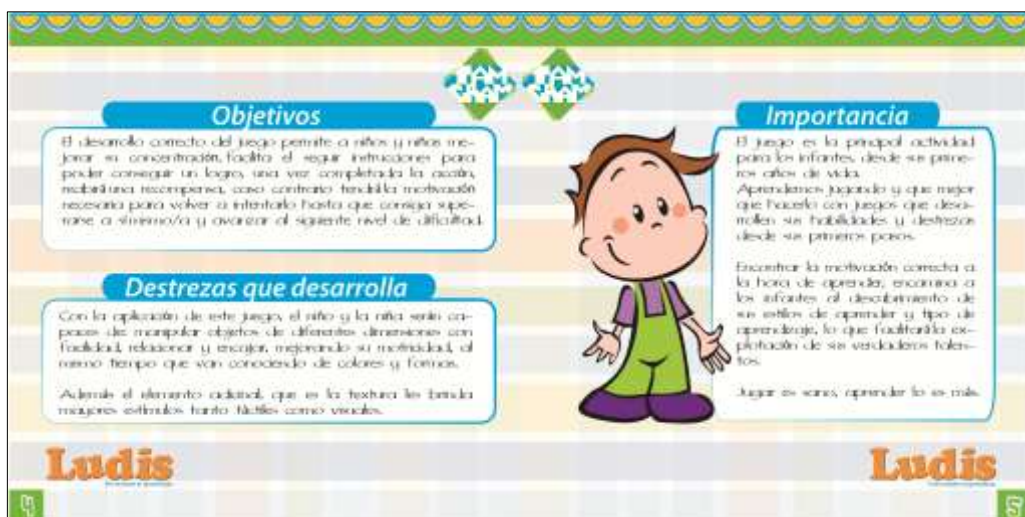 Objetivos
El desarrollo correcto del juego permite a niños y niñas me-
jorar su concentración, facilita el seguir instrucciones para
poder conseguir un logro, una vez completada la acción,
recibirá una recompensa, caso contrario tendrá la motivación
necesaria para volver a intentarlo hasta que consiga supe-
rarse a sí mismo/a y avanzar al siguiente nivel de dificultad.
Destrezas que desarrolla
Con la aplicación de este juego, el niño y la niña serán ca-
paces de: manipular objetos de diferentes dimensiones con
facilidad, relacionar y encajar, mejorando su motricidad, al
mismo tiempo que van conociendo de colores y formas.
Además el elemento adicional, que es la textura les brinda
mayores estímulos tanto táctiles como visuales.
Ludis
4
Importancia
El juego es la principal actividad
para los infantes, desde sus prime-
ros años de vida.
Aprendemos jugando y que mejor
que hacerlo con juegos que desa-
rrollen sus habilidades y destrezas
desde sus primeros pasos.
Encontrar la motivación correcta a
la hora de aprender, encamina a
los infantes al descubrimiento de
sus estilos de aprender y tipo de
aprendizaje, lo que facilitará la ex-
plotación de sus verdaderos talen-
tos.
Jugar es sano, aprender lo es más.
Ludis
5